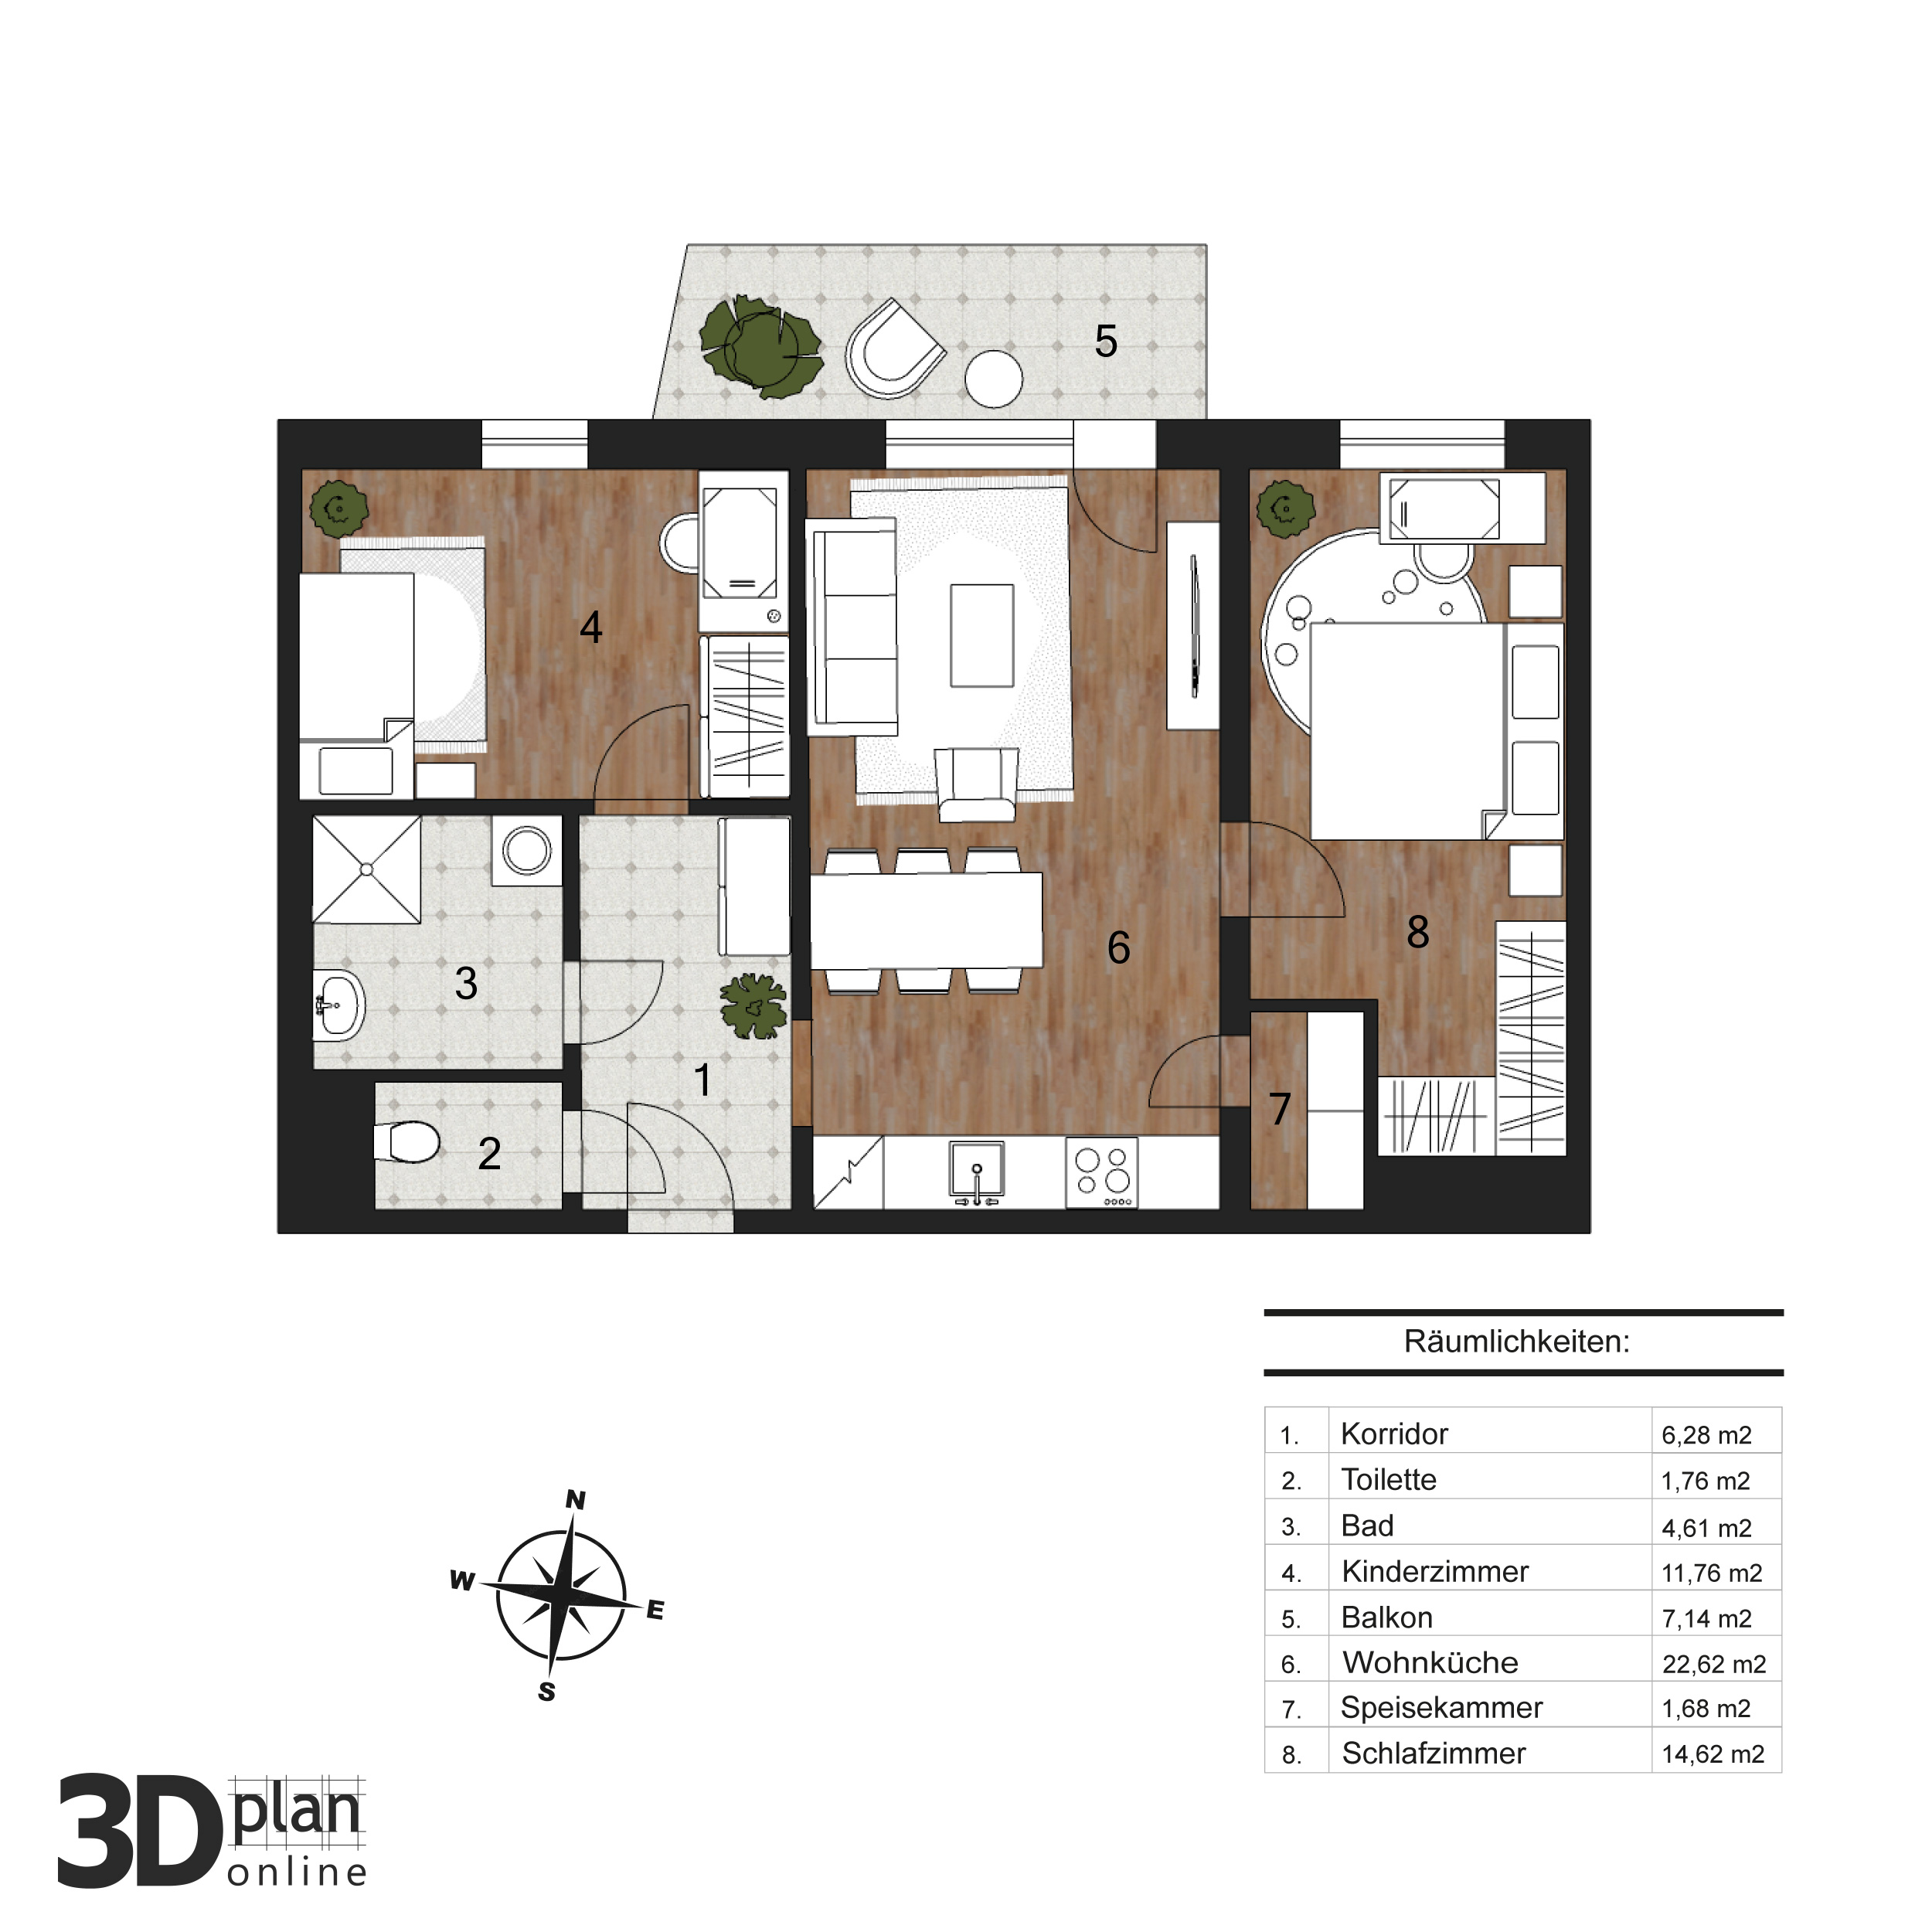 5
4
6
8
3
1
7
2
Räumlichkeiten:
1. Korridor 6,28 m2
2. Toilette 1,76 m2
3. Bad 4,61 m2
4. Kinderzimmer 11,76 m2
5. Balkon 7,14 m2
6. Wohnküche 22,62 m2
7. Speisekammer 1,68 m2
8. Schlafzimmer 14,62 m2
N
W
E
S
3D plan
online